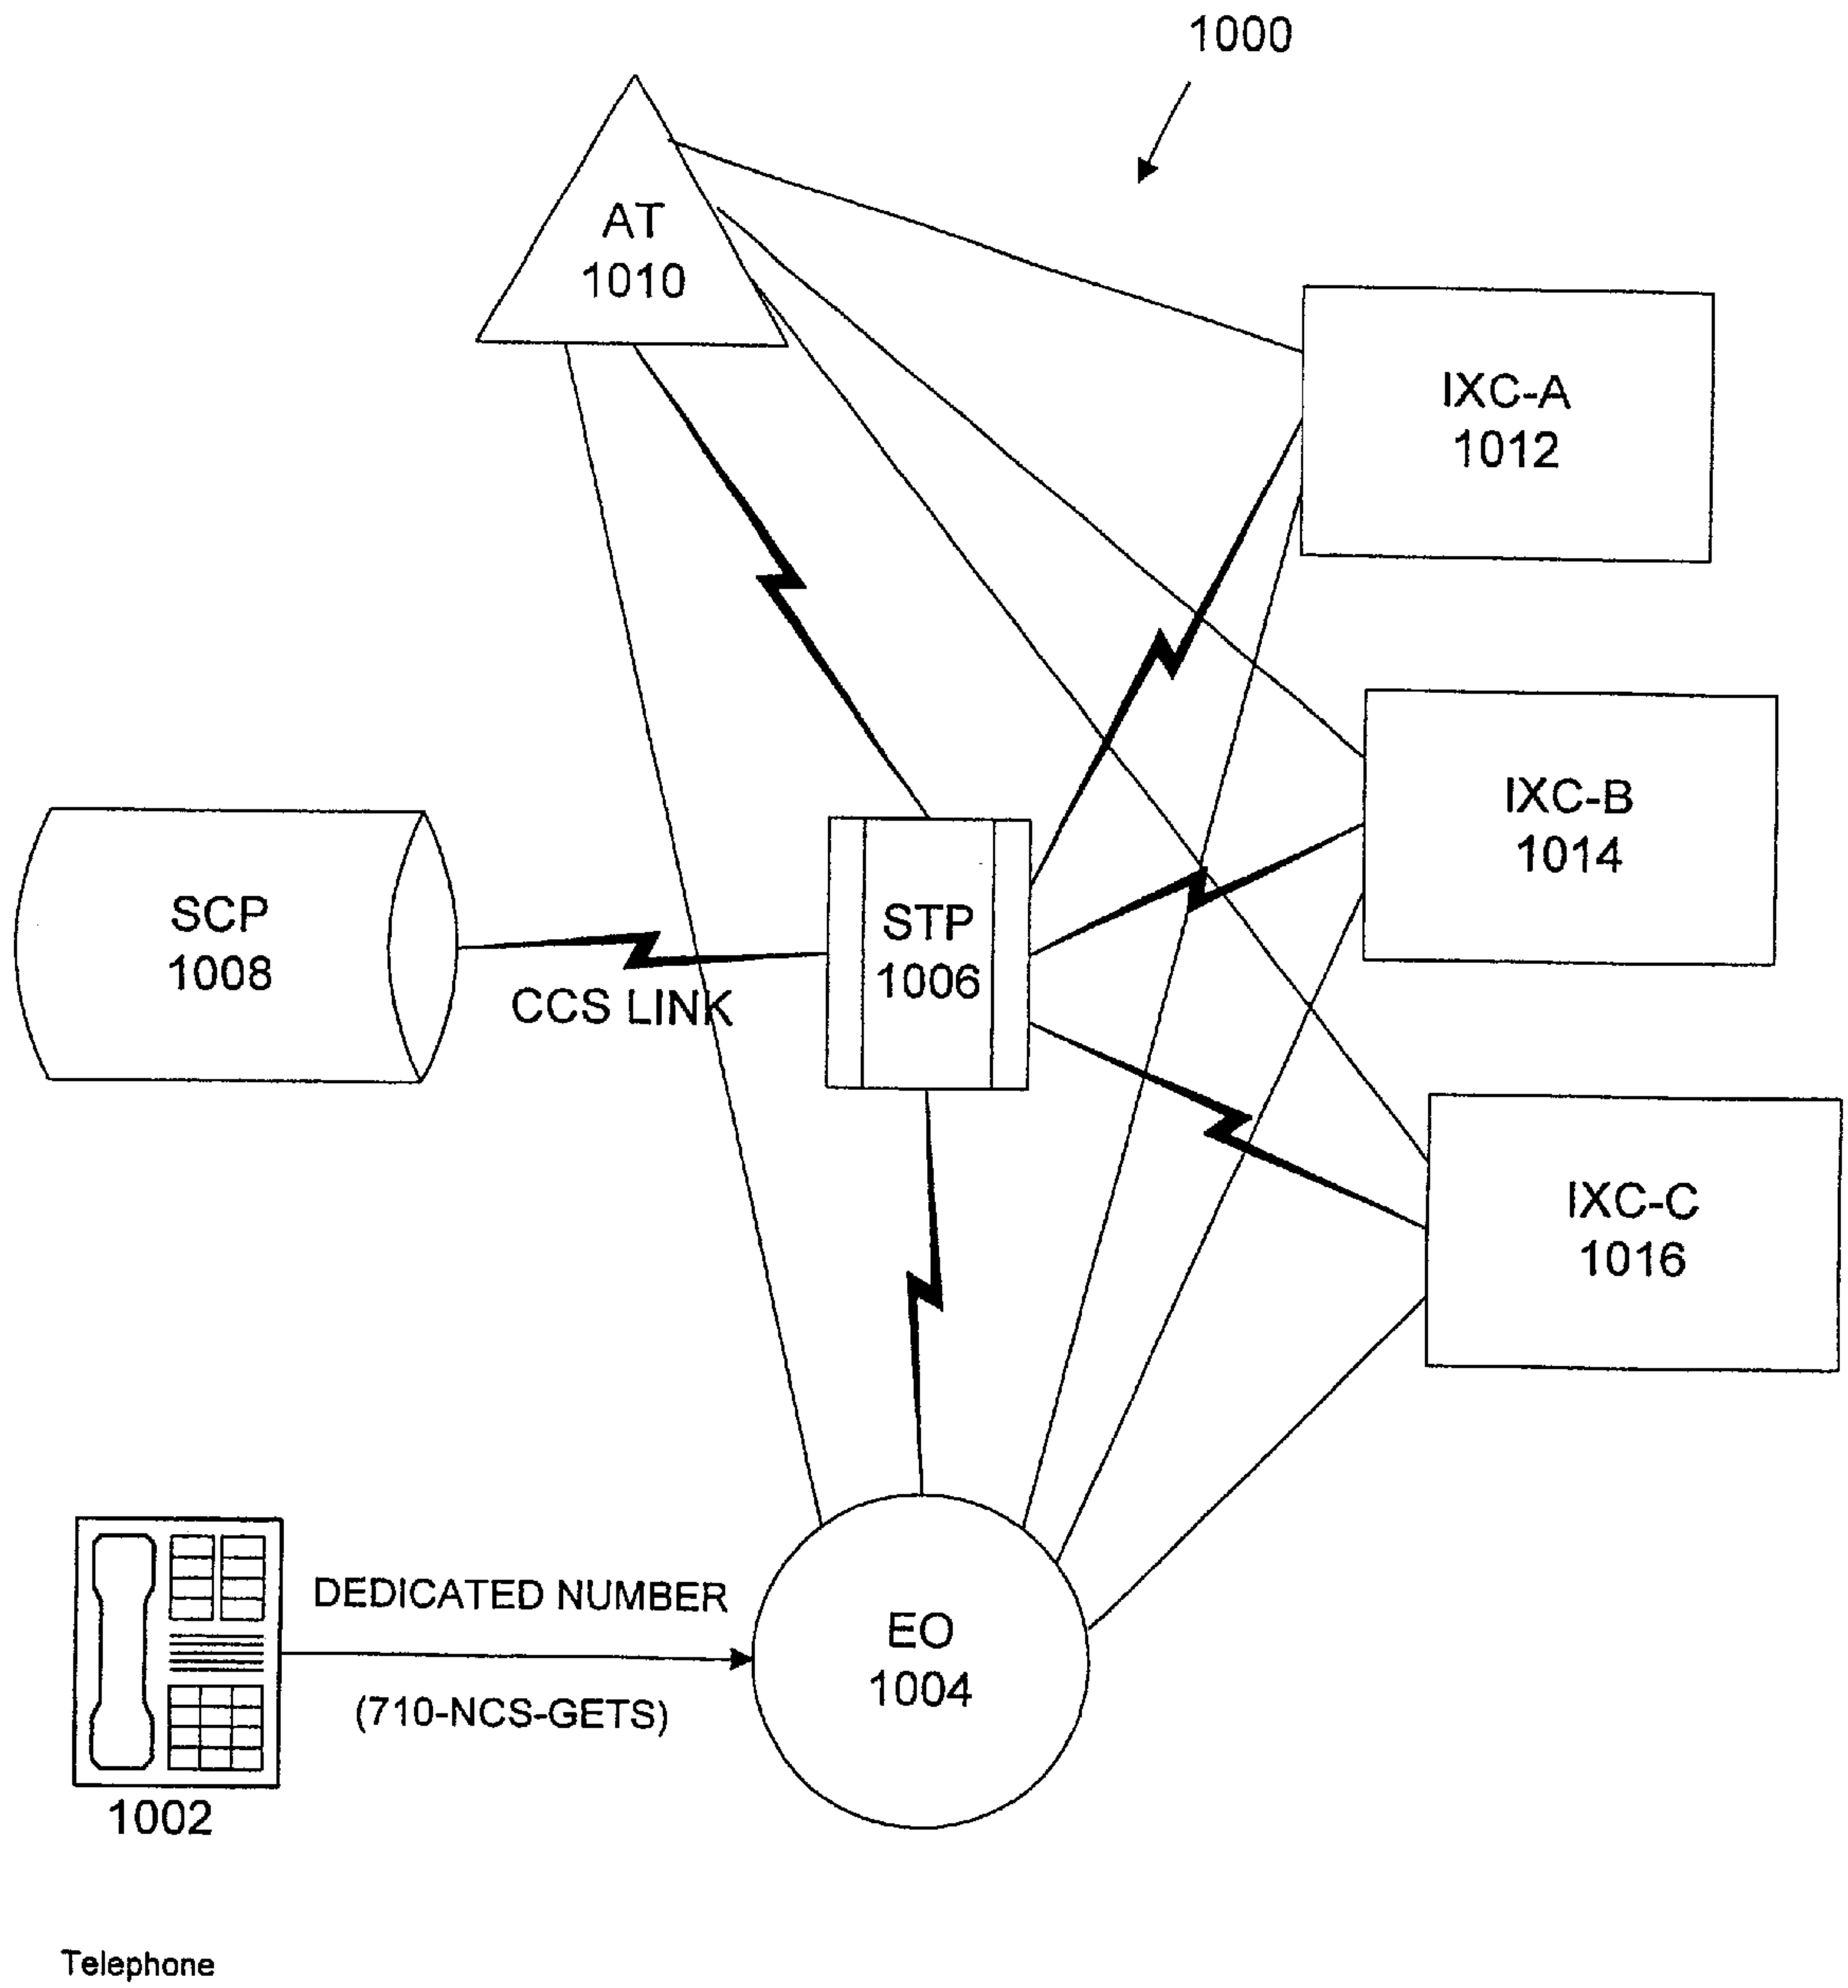 1000
AT
1010
IXC-A
1012
IXC-B
1014
SCP
1008
STP
1006
CCS LINK
IXC-C
1016
DEDICATED NUMBER
EO
1004
(710-NCS-GETS)
1002
Telephone